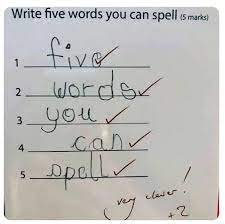 Write five words you can spell (5 marks)
1 five
2 words
3 you
4 can
5 spell
very clever!
+2